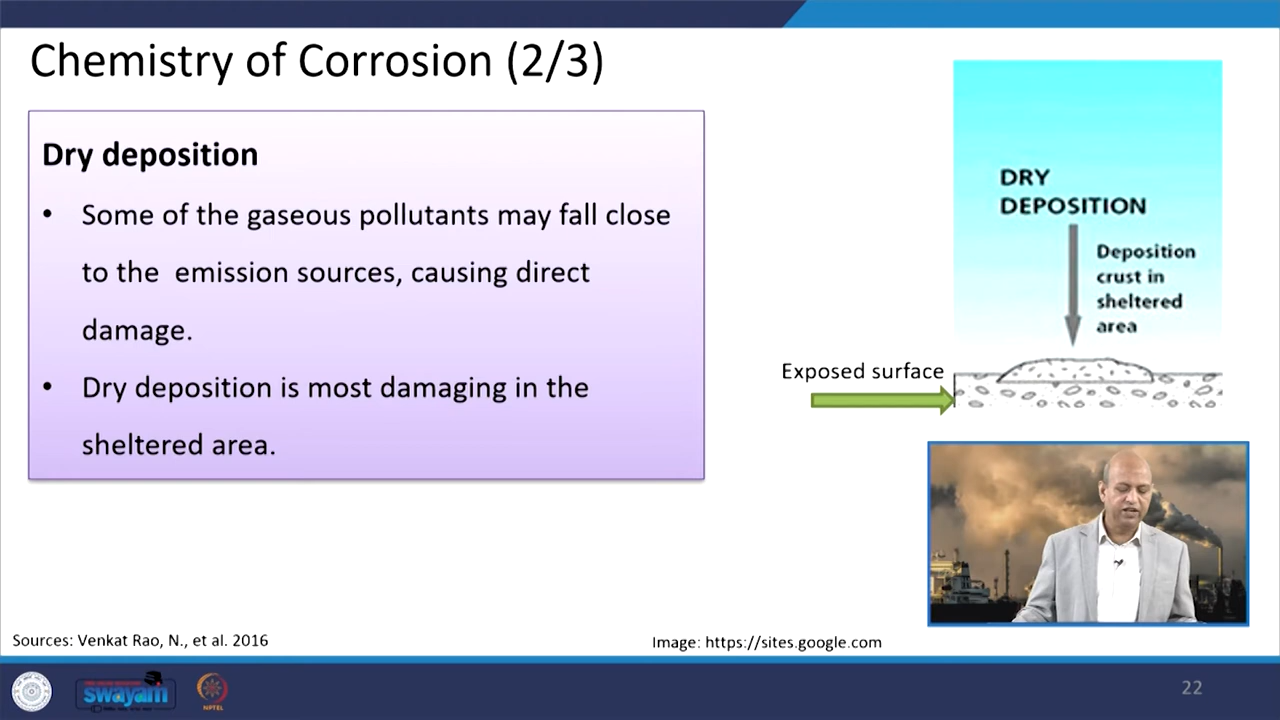 Chemistry of Corrosion (2/3)
Dry deposition
• Some of the gaseous pollutants may fall close
to the emission sources, causing direct
damage.
• Dry deposition is most damaging in the
sheltered area.
DRY
DEPOSITION
Deposition
crust in
sheltered
area
Exposed surface
Sources: Venkat Rao, N., et al. 2016
Image: https://sites.google.com
swayam
NPTEL
22